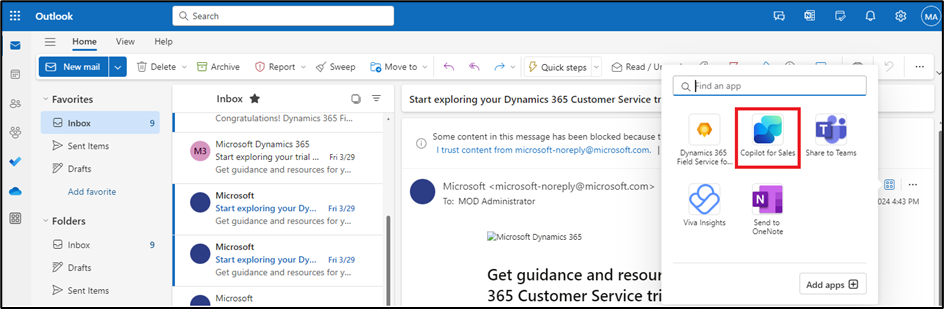 Outlook
Search
MA
Home View Help
New mail Delete Archive Report Sweep Move to Quick steps Read /
Favorites
Inbox 9
Sent Items
Drafts
Add favorite
Folders
Inbox 9
Drafts
Sent Items
Inbox
Congratulations! Dynamics 365 Fi...
M3
Microsoft Dynamics 365
Start exploring your trial ... Fri 3/29
Get guidance and resources for y...
Microsoft
Start exploring your Dy... Fri 3/29
Get guidance and resources for y...
Microsoft
Start exploring your Dy... Fri 3/29
Get guidance and resources for y...
Microsoft
Start exploring your Dynamics 365 Customer Service tri
Some content in this message has been blocked because t
I trust content from microsoft-noreply@microsoft.com. |
Microsoft <microsoft-noreply@microsoft.com>
To: MOD Administrator
024 4:43 PM
Microsoft Dynamics 365
Get guidance and resour
365 Customer Service tri
Find an app
Dynamics 365
Field Service fo...
Copilot for Sales
Share to Teams
Viva Insights
Send to
OneNote
Add apps